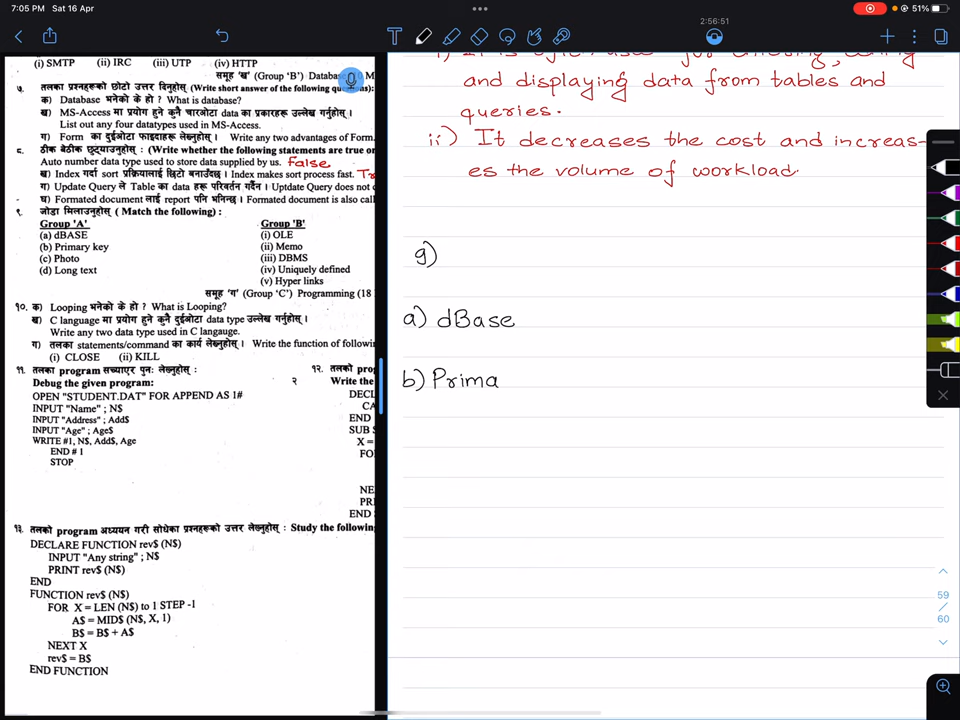 7:05 PM Sat 16 Apr
51%
2:56:51
(i) SMTP (ii) IRC (iii) UTP (iv) HTTP
समूह 'ख' (Group 'B') Databa
७. तलका प्रश्नहरूको छोटो उत्तर दिनुहोस् (Write short answer of the following
क) Database भनेको के हो ? What is database?
ख) MS-Access मा प्रयोग हुने कुनै चारओटा data का प्रकारहरू उल्लेख गर्नुहोस् ।
List out any four datatypes used in MS-Access.
ग) Form का दुईओटा फाइदाहरू लेख्नुहोस् । Write any two advantages of Form.
८. ठीक बेठीक छुट्याउनुहोस् : (Write whether the following statements are true or
Auto number data type used to store data supplied by us. False
ख) Index गर्दा sort प्रक्रियालाई छिटो बनाउँदछ । Index makes sort process fast. Tr
ग) Update Query ले Table का data हरू परिवर्तन गर्दैन । Uptdate Query does not
घ) Formated document लाई report पनि भनिन्छ । Formated document is also call
९. जोडा मिलाउनुहोस् ( Match the following) :
Group 'A' Group 'B'
(a) dBASE (i) OLE
(b) Primary key (ii) Memo
(c) Photo (iii) DBMS
(d) Long text (iv) Uniquely defined
(v) Hyper links
समूह 'ग' (Group 'C') Programming (18
१०. क) Looping भनेको के हो ? What is Looping?
ख) C language मा प्रयोग हुने कुनै दुईओटा data type उल्लेख गर्नुहोस् ।
Write any two data type used in C langauge.
ग) तलका statements/command का कार्य लेख्नुहोस् । Write the function of followi
(i) CLOSE (ii) KILL
११. तलका program सच्याएर पुनः लेख्नुहोस् :
Debug the given program:
OPEN "STUDENT.DAT" FOR APPEND AS 1#
INPUT "Name" ; N$
INPUT "Address" ; Add$
INPUT "Age" ; Age$
WRITE #1, N$, Add$, Age
END # 1
STOP
२
१२. तलको pro
Write the
DECL
CA
END
SUB S
X =
FO
NE
PRI
END
१३. तलको program अध्ययन गरी सोधेका प्रश्नहरूको उत्तर लेख्नुहोस् : Study the following
DECLARE FUNCTION rev$ (N$)
INPUT "Any string" ; N$
PRINT rev$ (N$)
END
FUNCTION rev$ (N$)
FOR X = LEN (N$) to 1 STEP -1
A$ = MID$ (N$, X, 1)
B$ = B$ + A$
NEXT X
rev$ = B$
END FUNCTION
and displaying data from tables and
queries.
ii) It decreases the cost and increas-
es the volume of workload.
9)
a) dBase
b) Prima
59
/
60